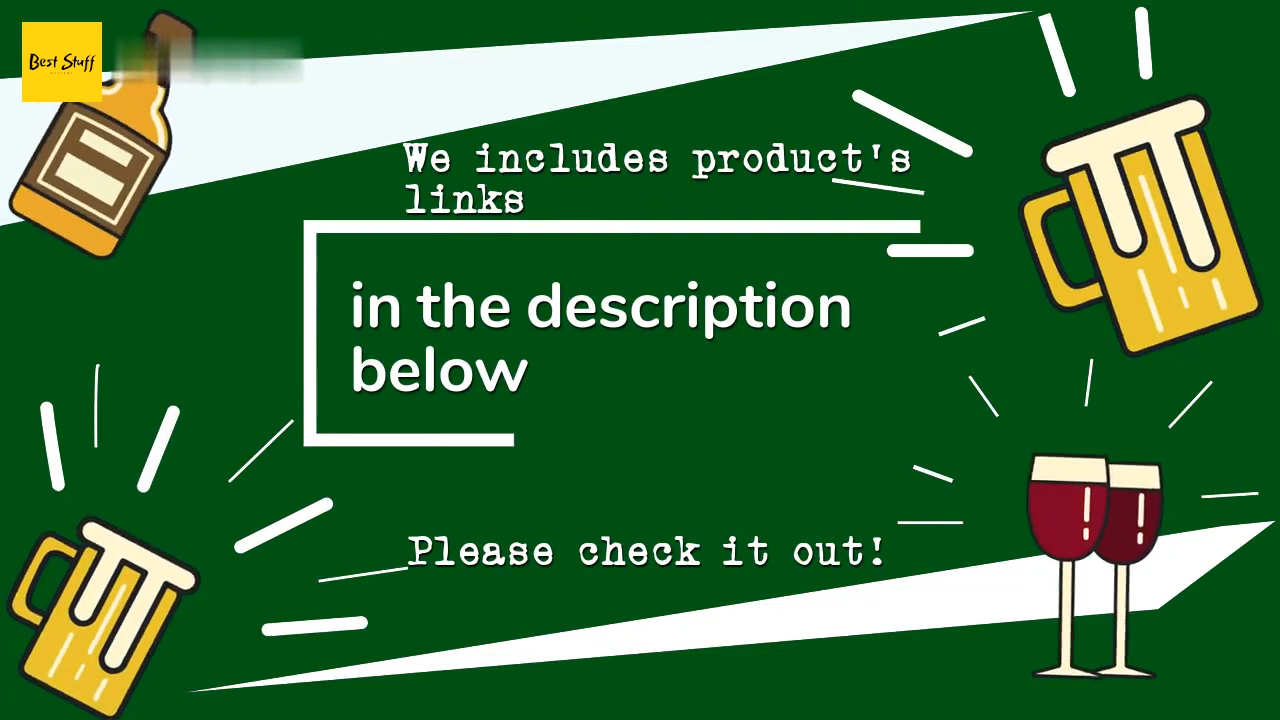 Best Stuff
We includes product's
links
in the description
below
Please check it out!